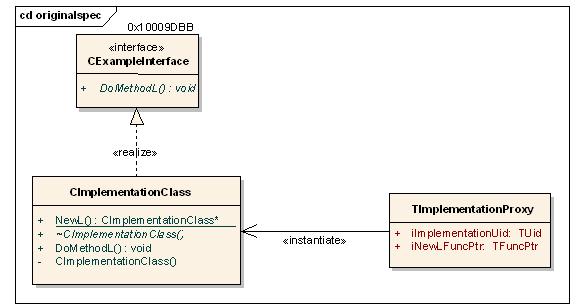 cd originalspec
0x10009DBB
«interface»
CExampleInterface
+ DoMethodL() : void
«realize»
CImplementationClass
+ NewL() : CImplementationClass*
+ ~CImplementationClass()
+ DoMethodL() : void
- CImplementationClass()
«instantiate»
TImplementationProxy
+ iImplementationUid: TUid
+ iNewLFuncPtr: TFuncPtr